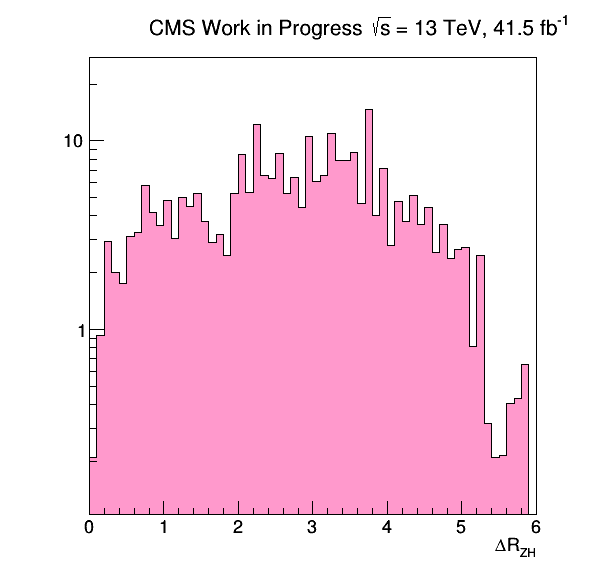 CMS Work in Progress √s = 13 TeV, 41.5 fb⁻¹
10
1
0 1 2 3 4 5 6
ΔR_ZH